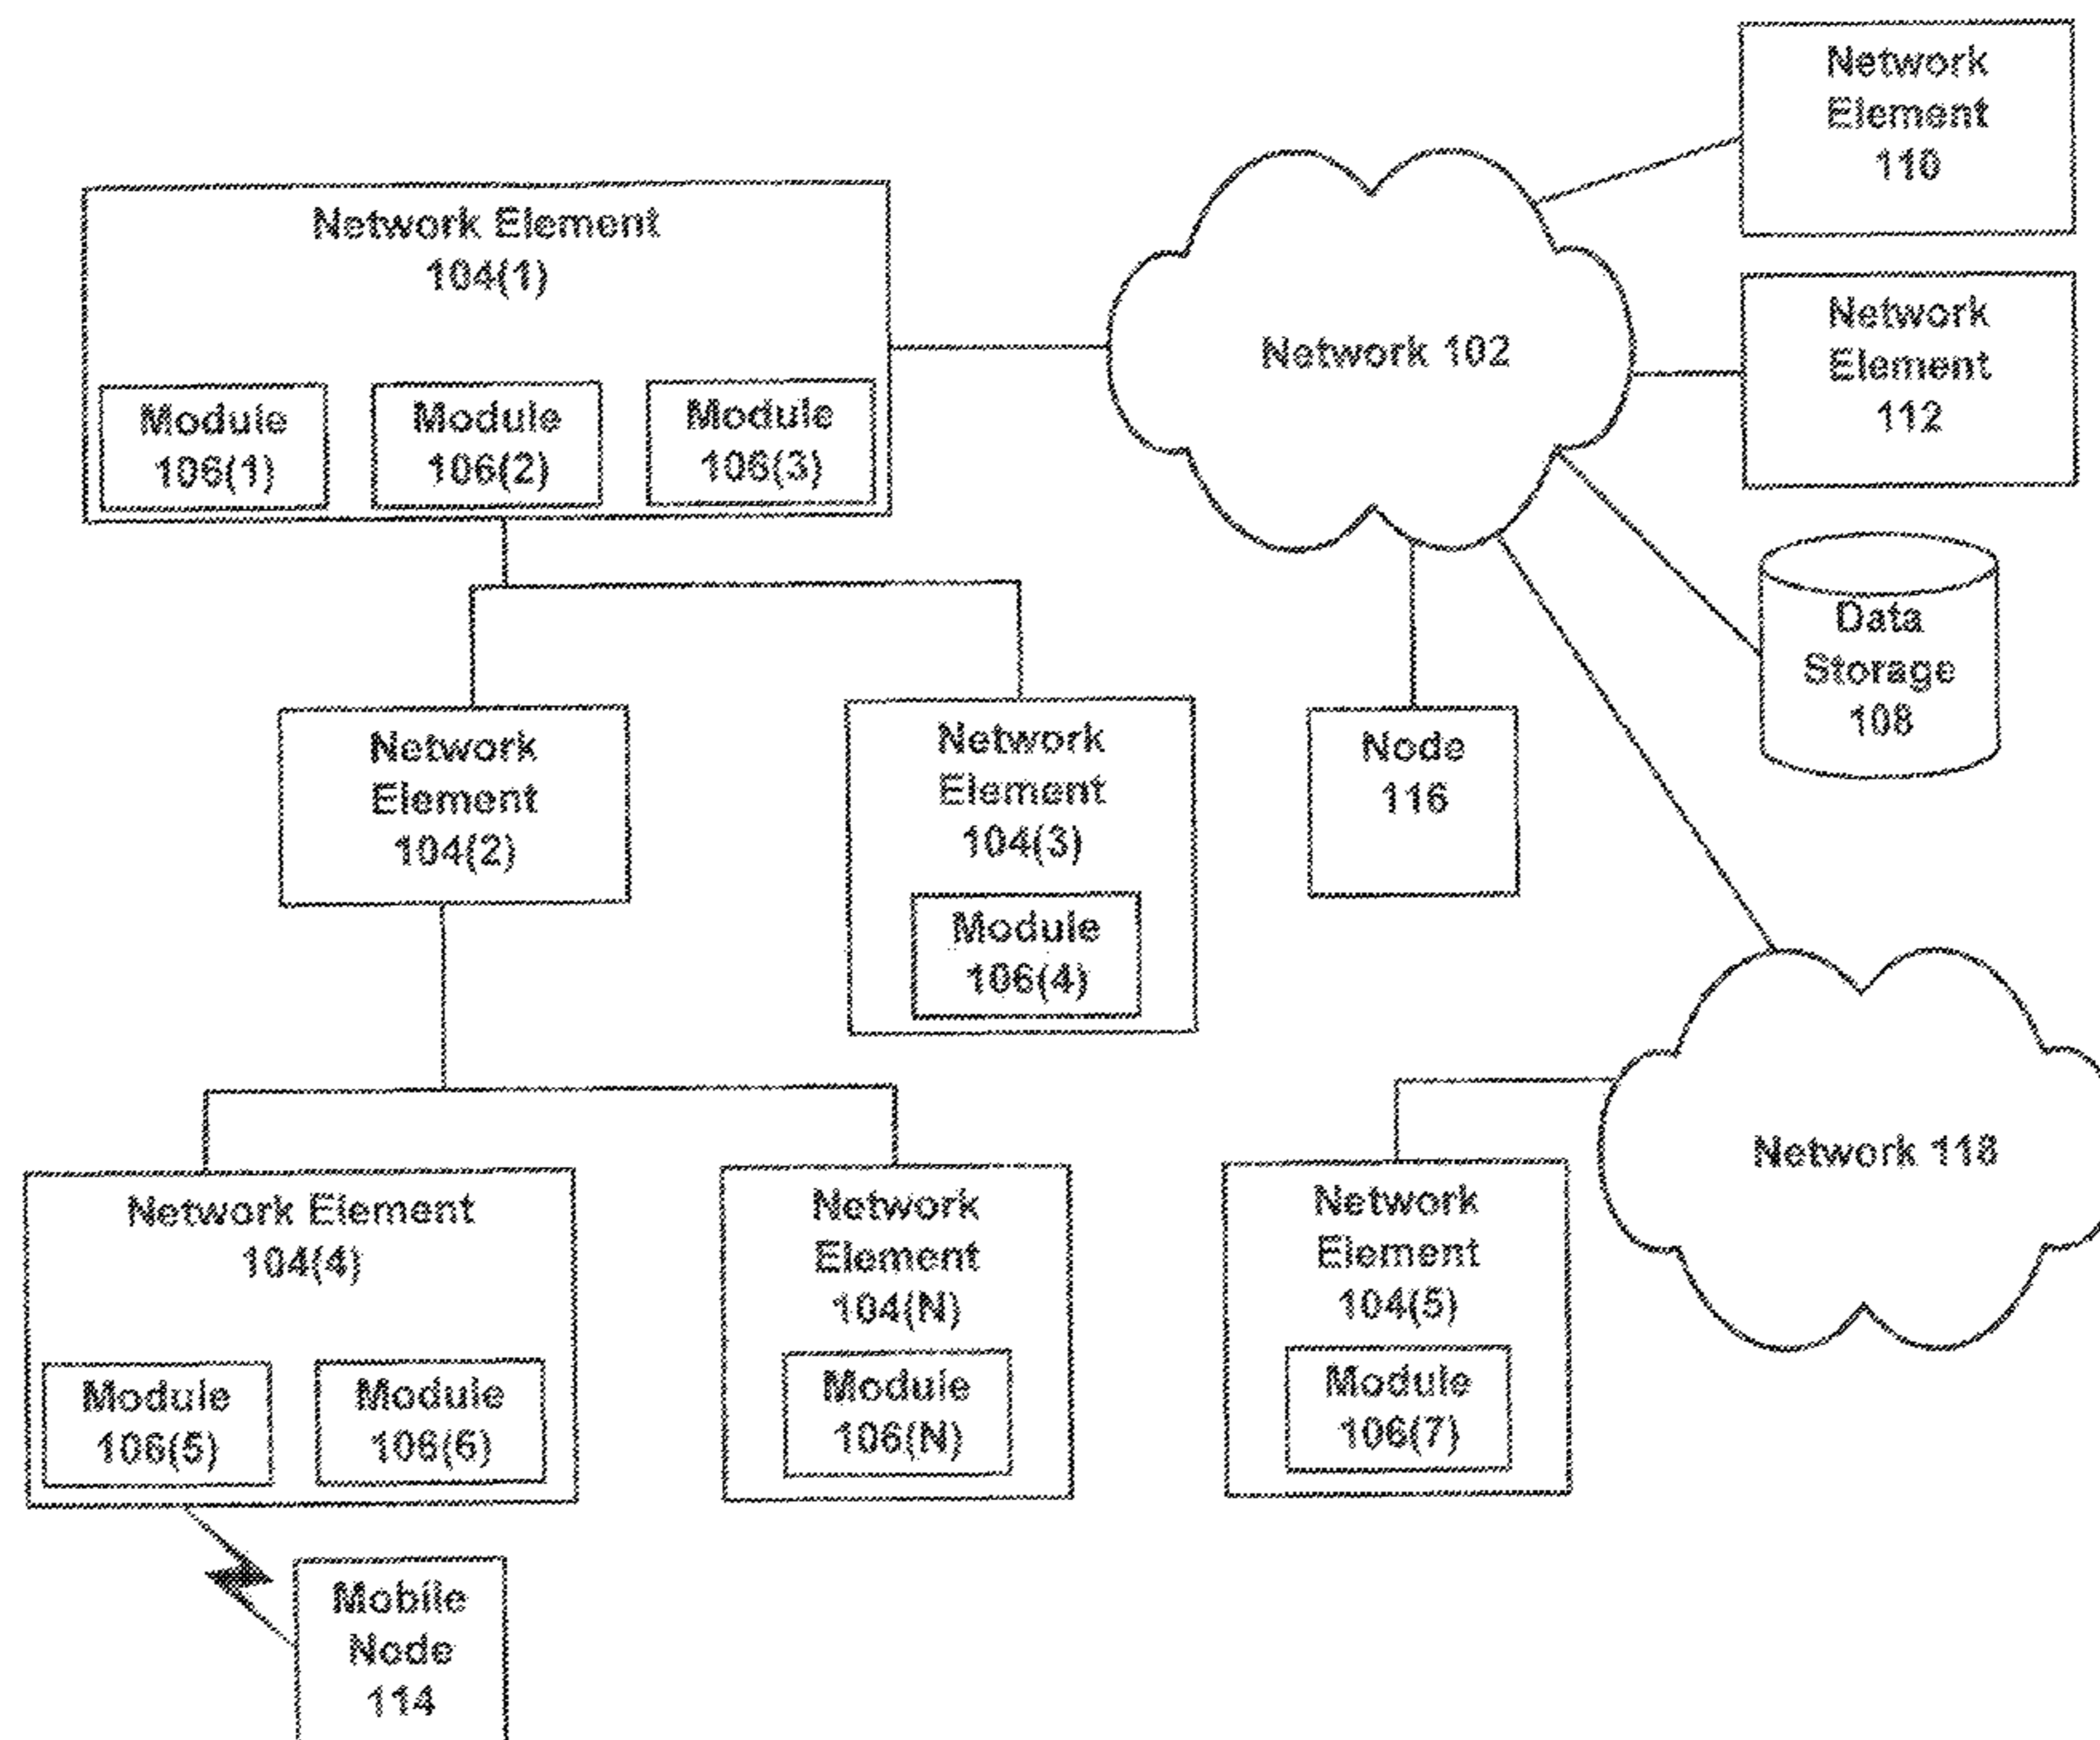 Network
Element
110
Network Element
104(1)
Network 102
Network
Element
112
Module
106(1)
Module
106(2)
Module
106(3)
Data
Storage
108
Network
Element
104(2)
Network
Element
104(3)
Module
106(4)
Node
116
Network 118
Network Element
104(4)
Module
106(5)
Module
106(6)
Network
Element
104(N)
Module
106(N)
Network
Element
104(5)
Module
106(7)
Mobile
Node
114